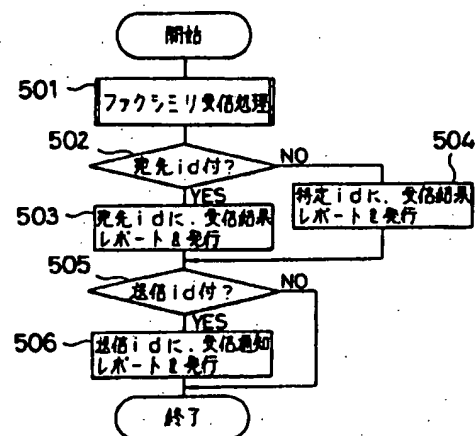 開始
501
ファクシミリ受信処理
502
宛先id付?
NO
504
YES
503
宛先idに、受信結果
レポートを発行
特定idに、受信結果
レポートを発行
505
送信id付?
NO
YES
506
送信idに、受信通知
レポートを発行
終了